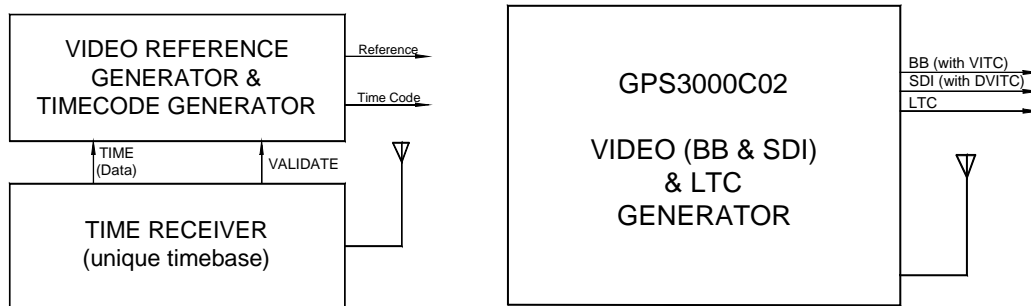 VIDEO REFERENCE
GENERATOR &
TIMECODE GENERATOR
Reference
Time Code
TIME
(Data)
VALIDATE
TIME RECEIVER
(unique timebase)
GPS3000C02
VIDEO (BB & SDI)
& LTC
GENERATOR
BB (with VITC)
SDI (with DVITC)
LTC